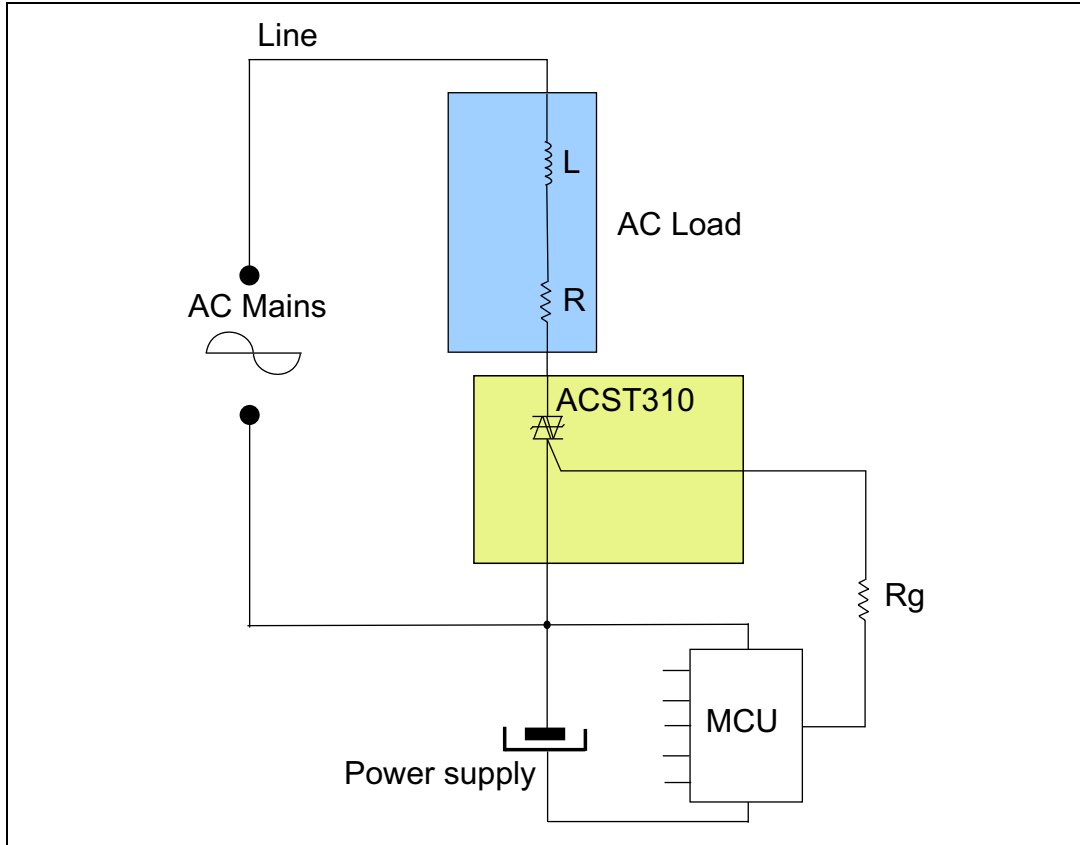 Line
L
AC Load
R
AC Mains
ACST310
Rg
MCU
Power supply